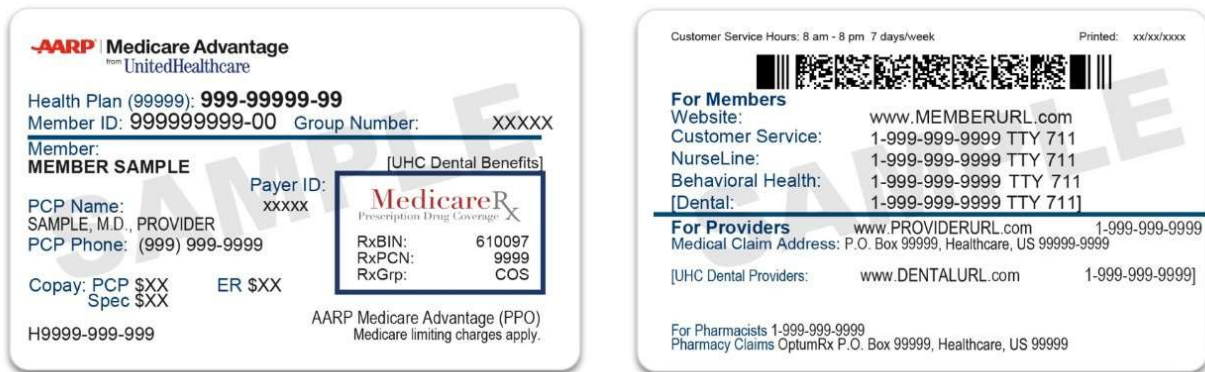 AARP | Medicare Advantage
from UnitedHealthcare
Health Plan (99999): 999-99999-99
Member ID: 999999999-00 Group Number: XXXXX
Member:
MEMBER SAMPLE
[UHC Dental Benefits]
Payer ID:
xxxxx
PCP Name:
SAMPLE, M.D., PROVIDER
PCP Phone: (999) 999-9999
MedicareRx
Prescription Drug Coverage
RxBIN: 610097
RxPCN: 9999
RxGrp: COS
Copay: PCP $XX ER $XX
Spec $XX
H9999-999-999
AARP Medicare Advantage (PPO)
Medicare limiting charges apply.
SAMPLE
Customer Service Hours: 8 am - 8 pm 7 days/week Printed: xx/xx/xxxx
For Members
Website: www.MEMBERURL.com
Customer Service: 1-999-999-9999 TTY 711
NurseLine: 1-999-999-9999 TTY 711
Behavioral Health: 1-999-999-9999 TTY 711
[Dental: 1-999-999-9999 TTY 711]
For Providers www.PROVIDERURL.com 1-999-999-9999
Medical Claim Address: P.O. Box 99999, Healthcare, US 99999-9999
[UHC Dental Providers: www.DENTALURL.com 1-999-999-9999]
For Pharmacists 1-999-999-9999
Pharmacy Claims OptumRx P.O. Box 99999, Healthcare, US 99999
SAMPLE